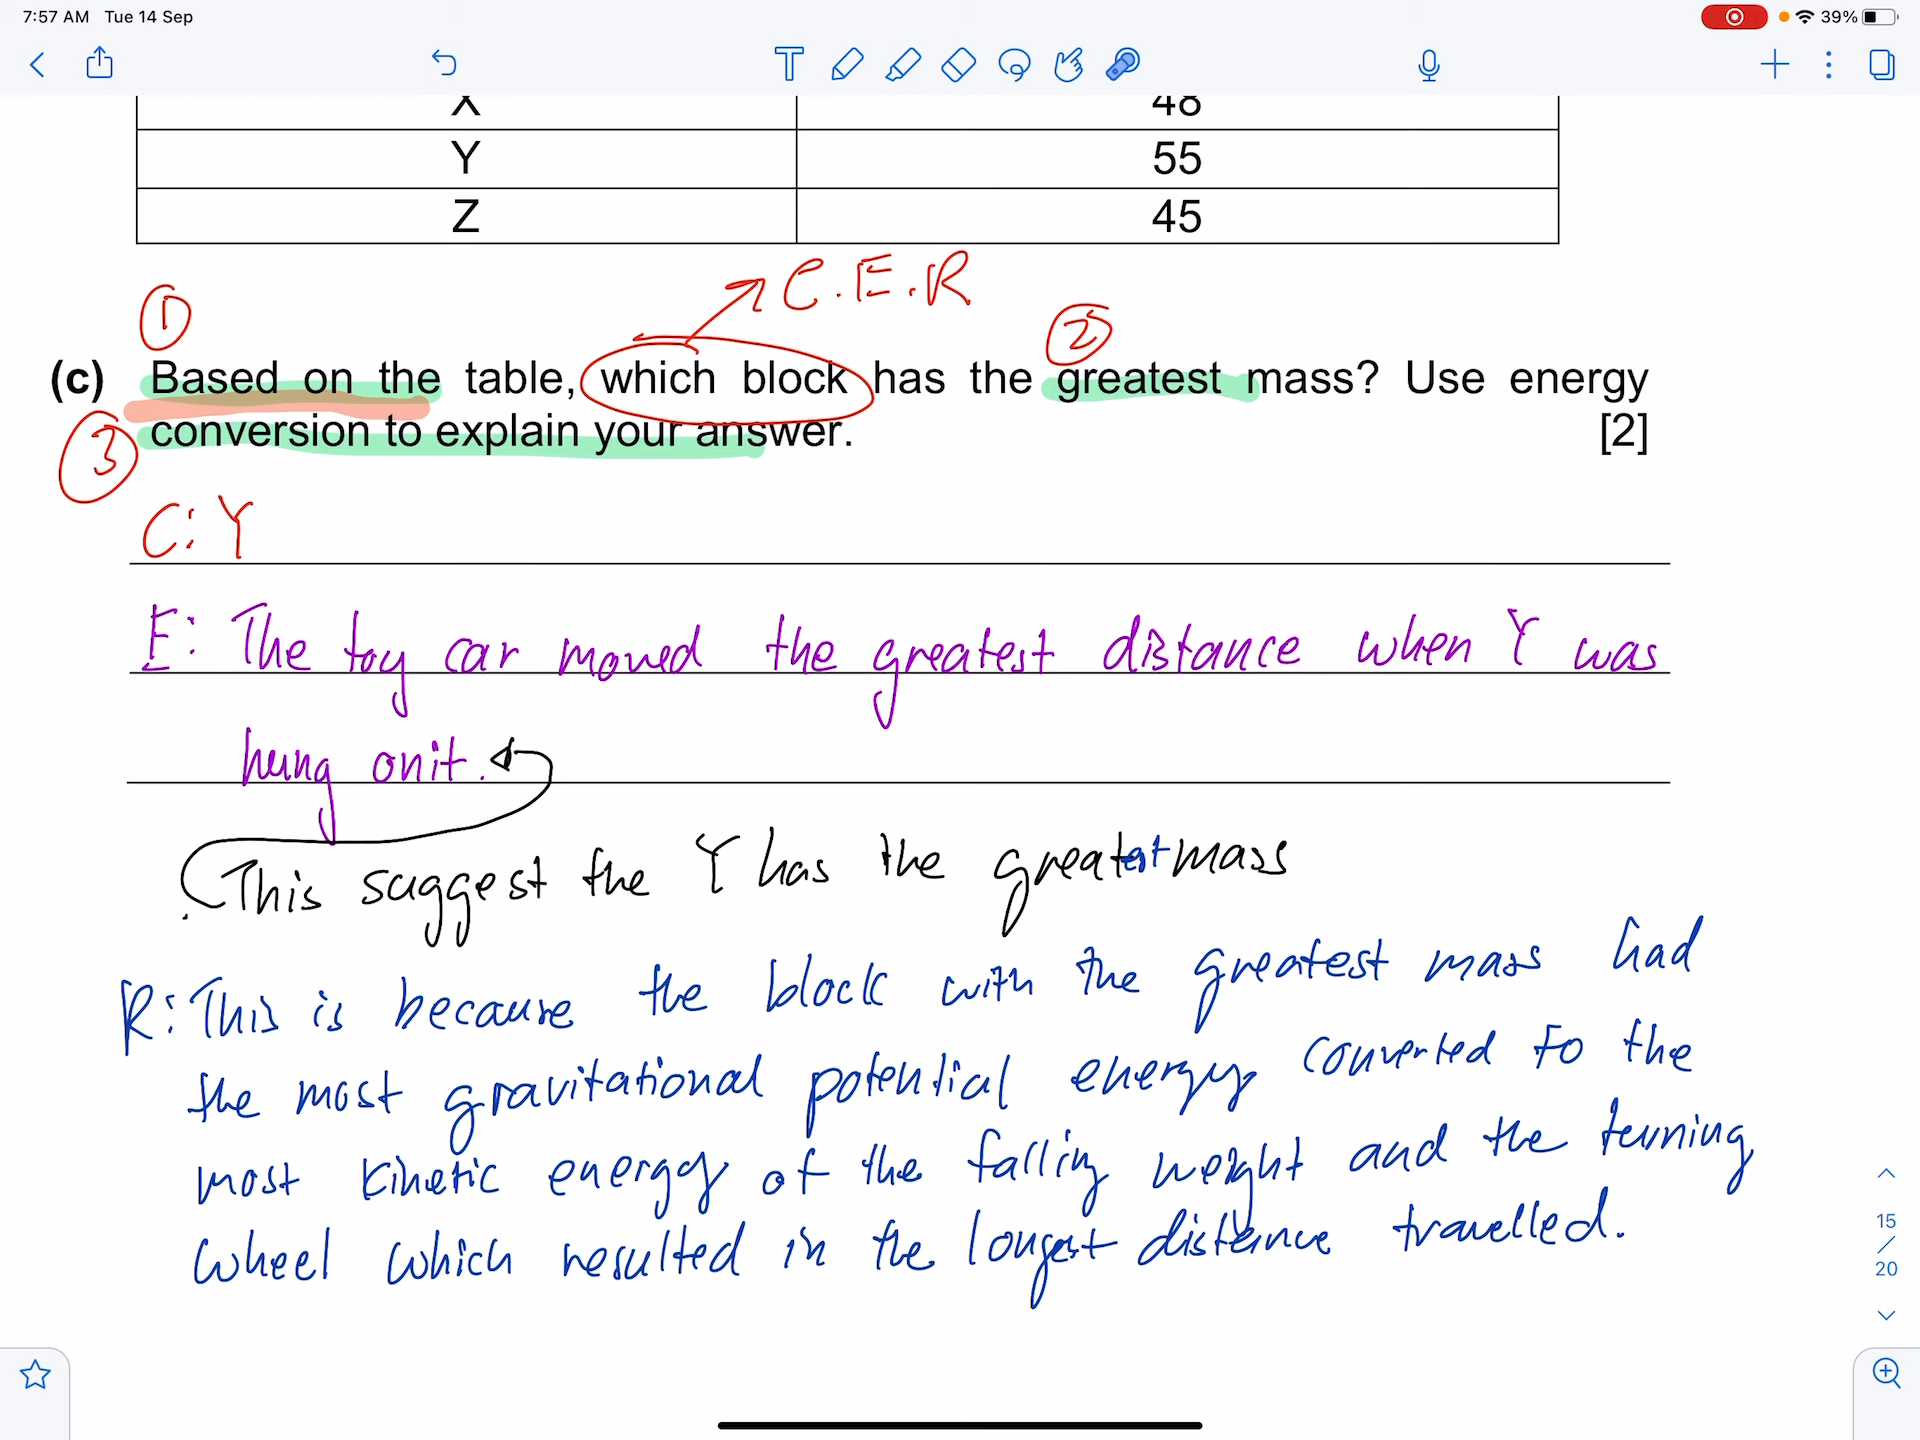 7:57 AM Tue 14 Sep
39%
X 48
Y 55
Z 45
C.E.R
① ②
(c) Based on the table, which block has the greatest mass? Use energy
③ conversion to explain your answer. [2]
C: Y
E: The toy car moved the greatest distance when Y was
hung on it.
This suggest the Y has the greatest mass
R: This is because the block with the greatest mass had
the most gravitational potential energy converted to the
most kinetic energy of the falling weight and the turning
wheel which resulted in the longest distance travelled.
15
/
20